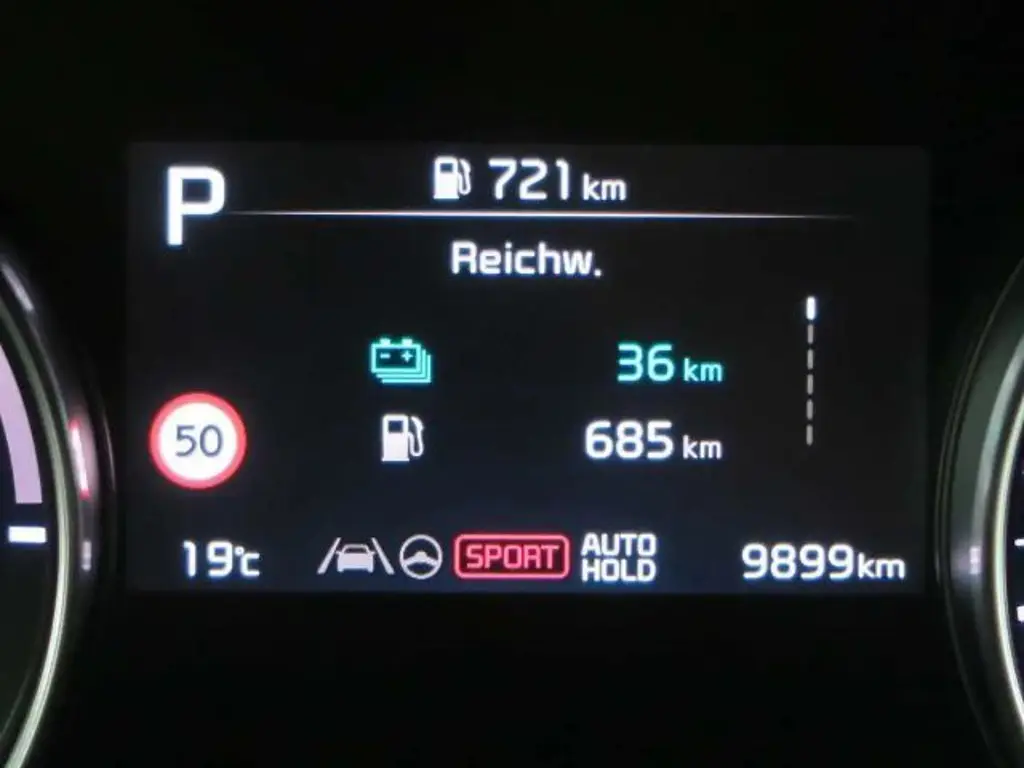 P
721 km
Reichw.
36 km
50
685 km
19°C
SPORT
AUTO
HOLD
9899km